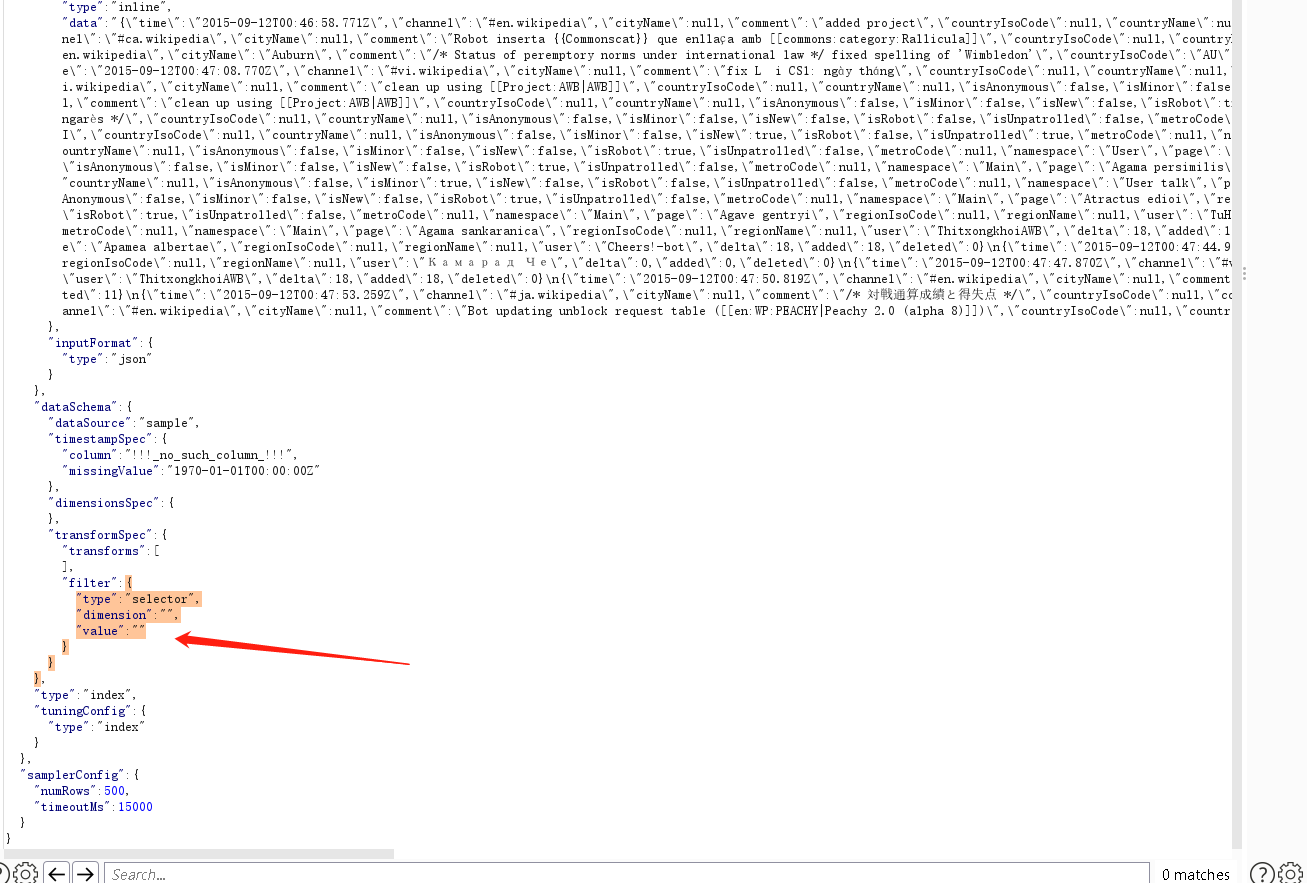 "type":"inline",
"data":"{\"time\":\"2015-09-12T00:46:58.771Z\",\"channel\":\"#en.wikipedia\",\"cityName\":null,\"comment\":\"added project\",\"countryIsoCode\":null,\"countryName\":nu
nel\":\"#ca.wikipedia\",\"cityName\":null,\"comment\":\"Robot inserta {{Commonscat}} que enllaça amb [[commons:category:Rallicula]]\",\"countryIsoCode\":null,\"country
en.wikipedia\",\"cityName\":\"Auburn\",\"comment\":\"/* Status of peremptory norms under international law */ fixed spelling of 'Wimbledon'\",\"countryIsoCode\":\"AU\"
e\":\"2015-09-12T00:47:08.770Z\",\"channel\":\"#vi.wikipedia\",\"cityName\":null,\"comment\":\"fix L i CS1: ngày tháng\",\"countryIsoCode\":null,\"countryName\":null,
i.wikipedia\",\"cityName\":null,\"comment\":\"clean up using [[Project:AWB|AWB]]\",\"countryIsoCode\":null,\"countryName\":null,\"isAnonymous\":false,\"isMinor\":false
l,\"comment\":\"clean up using [[Project:AWB|AWB]]\",\"countryIsoCode\":null,\"countryName\":null,\"isAnonymous\":false,\"isMinor\":false,\"isNew\":false,\"isRobot\":t
ngarès */\",\"countryIsoCode\":null,\"countryName\":null,\"isAnonymous\":false,\"isMinor\":false,\"isNew\":false,\"isRobot\":false,\"isUnpatrolled\":false,\"metroCode\
I\",\"countryIsoCode\":null,\"countryName\":null,\"isAnonymous\":false,\"isMinor\":false,\"isNew\":true,\"isRobot\":false,\"isUnpatrolled\":true,\"metroCode\":null,\"n
ountryName\":null,\"isAnonymous\":false,\"isMinor\":false,\"isNew\":false,\"isRobot\":true,\"isUnpatrolled\":false,\"metroCode\":null,\"namespace\":\"User\",\"page\":\
\"isAnonymous\":false,\"isMinor\":false,\"isNew\":false,\"isRobot\":true,\"isUnpatrolled\":false,\"metroCode\":null,\"namespace\":\"Main\",\"page\":\"Agama persimilis\
"countryName\":null,\"isAnonymous\":false,\"isMinor\":true,\"isNew\":false,\"isRobot\":false,\"isUnpatrolled\":false,\"metroCode\":null,\"namespace\":\"User talk\",\"p
Anonymous\":false,\"isMinor\":false,\"isNew\":false,\"isRobot\":true,\"isUnpatrolled\":false,\"metroCode\":null,\"namespace\":\"Main\",\"page\":\"Atractus edioi\",\"re
\"isRobot\":true,\"isUnpatrolled\":false,\"metroCode\":null,\"namespace\":\"Main\",\"page\":\"Agave gentryi\",\"regionIsoCode\":null,\"regionName\":null,\"user\":\"TuH
metroCode\":null,\"namespace\":\"Main\",\"page\":\"Agama sankaranica\",\"regionIsoCode\":null,\"regionName\":null,\"user\":\"ThitxongkhoiAWB\",\"delta\":18,\"added\":1
e\":\"Apamea albertae\",\"regionIsoCode\":null,\"regionName\":null,\"user\":\"Cheers!-bot\",\"delta\":18,\"added\":18,\"deleted\":0}\n{\"time\":\"2015-09-12T00:47:44.9
regionIsoCode\":null,\"regionName\":null,\"user\":\"Камарад Че\",\"delta\":0,\"added\":0,\"deleted\":0}\n{\"time\":\"2015-09-12T00:47:47.870Z\",\"channel\":\"#v
\"user\":\"ThitxongkhoiAWB\",\"delta\":18,\"added\":18,\"deleted\":0}\n{\"time\":\"2015-09-12T00:47:50.819Z\",\"channel\":\"#en.wikipedia\",\"cityName\":null,\"comment
ted\":11}\n{\"time\":\"2015-09-12T00:47:53.259Z\",\"channel\":\"#ja.wikipedia\",\"cityName\":null,\"comment\":\"/* 対戦通算成績と得失点 */\",\"countryIsoCode\":null,\"cc
annel\":\"#en.wikipedia\",\"cityName\":null,\"comment\":\"Bot updating unblock request table ([[en:WP:PEACHY|Peachy 2.0 (alpha 8)]])\",\"countryIsoCode\":null,\"countr
},
"inputFormat":{
"type":"json"
}
},
"dataSchema":{
"dataSource":"sample",
"timestampSpec":{
"column":"!!!_no_such_column_!!!",
"missingValue":"1970-01-01T00:00:00Z"
},
"dimensionsSpec":{
},
"transformSpec":{
"transforms":[
],
"filter":{
"type":"selector",
"dimension":"",
"value":""
}
}
},
"type":"index",
"tuningConfig":{
"type":"index"
}
},
"samplerConfig":{
"numRows":500,
"timeoutMs":15000
}
}
Search...
0 matches